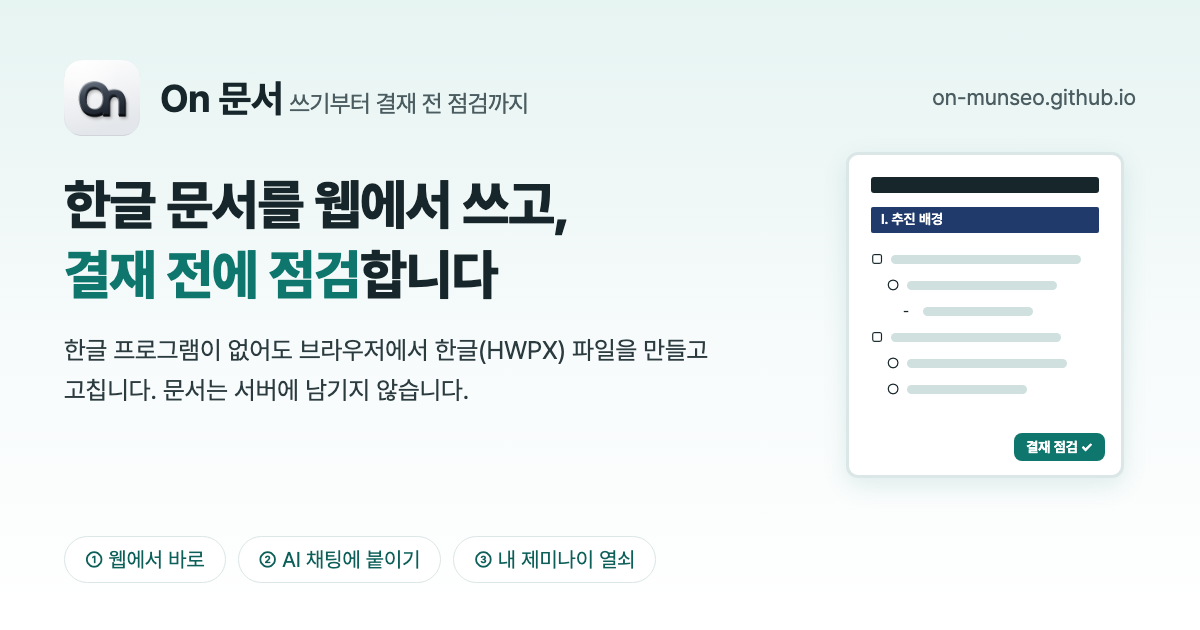 On
On 문서 쓰기부터 결재 전 점검까지
on-munseo.github.io
한글 문서를 웹에서 쓰고,
결재 전에 점검합니다
한글 프로그램이 없어도 브라우저에서 한글(HWPX) 파일을 만들고
고칩니다. 문서는 서버에 남기지 않습니다.
I. 추진 배경
결재 점검 ✓
① 웹에서 바로
② AI 채팅에 붙이기
③ 내 제미나이 열쇠